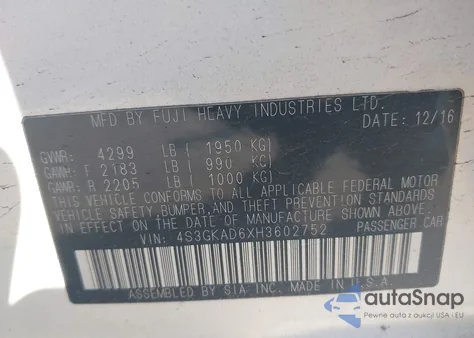 MFD BY FUJI HEAVY INDUSTRIES LTD.
DATE: 12/16
GVWR: 4299 LB ( 1950 KG)
GAWR: F 2183 LB ( 990 KG)
GAWR: R 2205 LB ( 1000 KG)
THIS VEHICLE CONFORMS TO ALL APPLICABLE FEDERAL MOTOR
VEHICLE SAFETY, BUMPER, AND THEFT PREVENTION STANDARDS
IN EFFECT ON THE DATE OF MANUFACTURE SHOWN ABOVE.
VIN: 4S3GKAD6XH3602752 PASSENGER CAR
ASSEMBLED BY SIA INC. MADE IN U.S.A.
autoSnap
Pewne auta z aukcji USA - EU